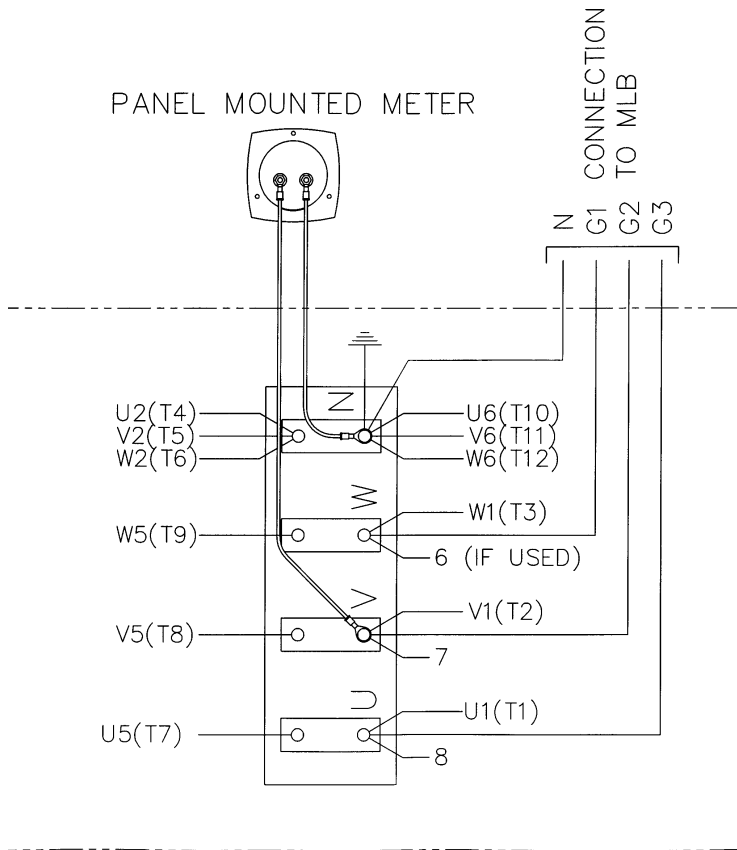 PANEL MOUNTED METER
CONNECTION
TO MLB
N
G1
G2
G3
N
U2(T4)
V2(T5)
W2(T6)
U6(T10)
V6(T11)
W6(T12)
W
W5(T9)
W1(T3)
6 (IF USED)
V
V5(T8)
V1(T2)
7
U
U5(T7)
U1(T1)
8